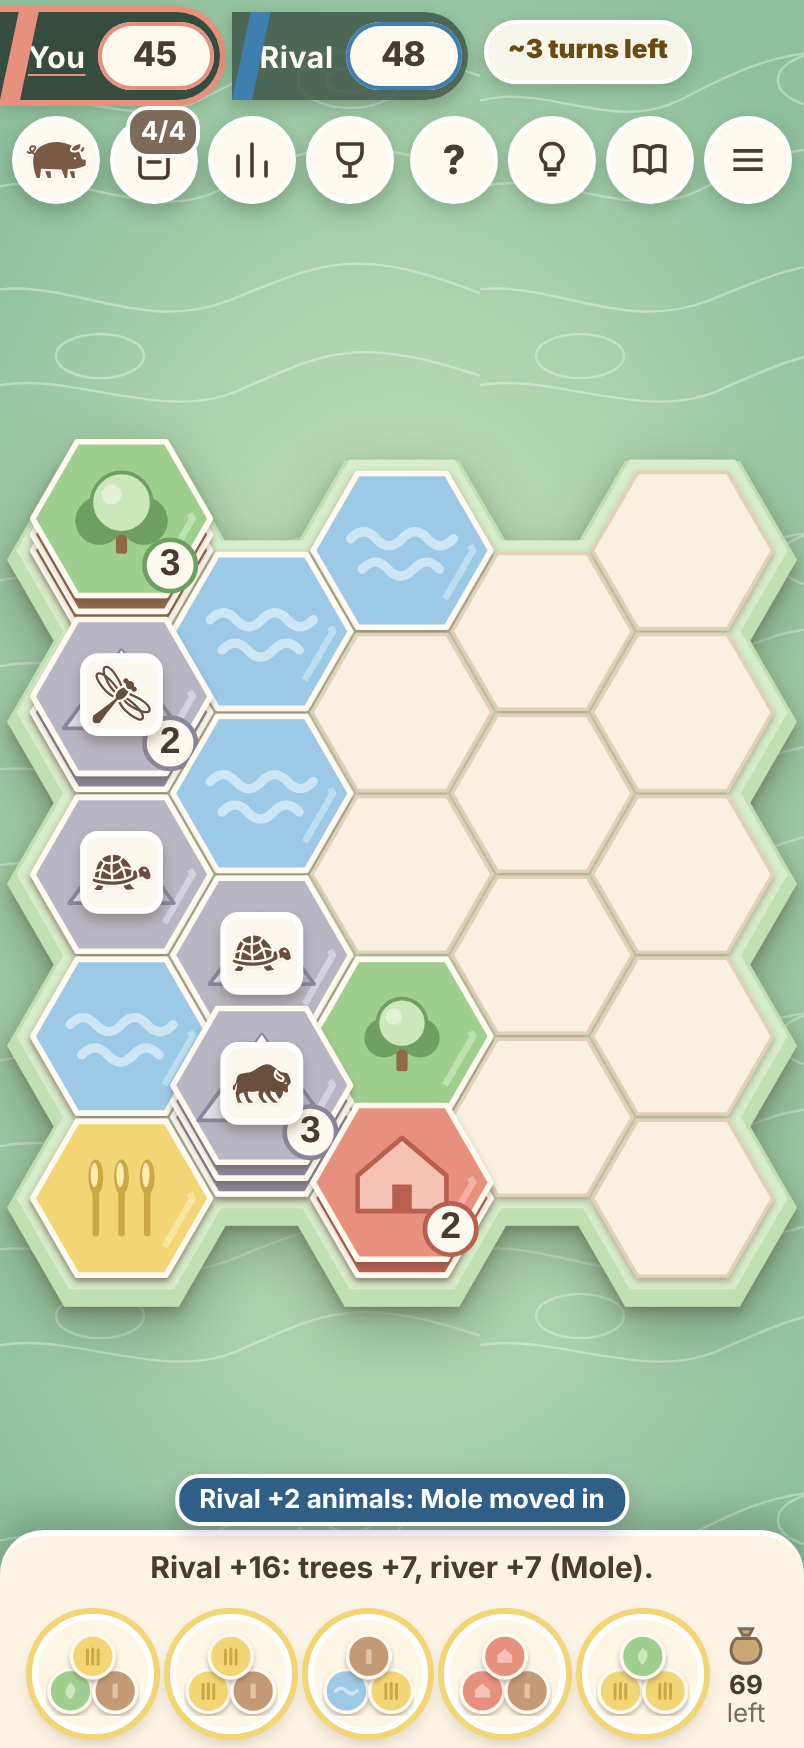 You 45 Rival 48 ~3 turns left
4/4
?
3
2
3
2
Rival +2 animals: Mole moved in
Rival +16: trees +7, river +7 (Mole).
69
left